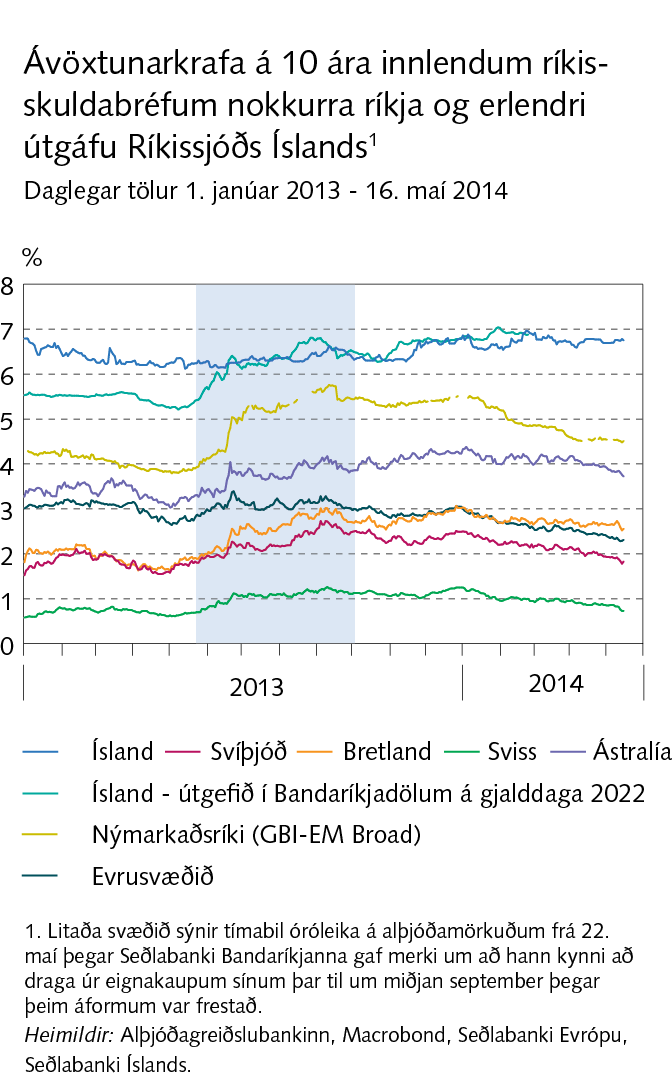 Ávöxtunarkrafa á 10 ára innlendum ríkis-
skuldabréfum nokkurra ríkja og erlendri
útgáfu Ríkissjóðs Íslands1
Daglegar tölur 1. janúar 2013 - 16. maí 2014
%
8
7
6
5
4
3
2
1
0
2013 2014
Ísland Svíþjóð Bretland Sviss Ástralía
Ísland - útgefið í Bandaríkjadölum á gjalddaga 2022
Nýmarkaðsríki (GBI-EM Broad)
Evrusvæðið
1. Litaða svæðið sýnir tímabil óróleika á alþjóðamörkuðum frá 22.
maí þegar Seðlabanki Bandaríkjanna gaf merki um að hann kynni að
draga úr eignakaupum sínum þar til um miðjan september þegar
þeim áformum var frestað.
Heimildir: Alþjóðagreiðslubankinn, Macrobond, Seðlabanki Evrópu,
Seðlabanki Íslands.